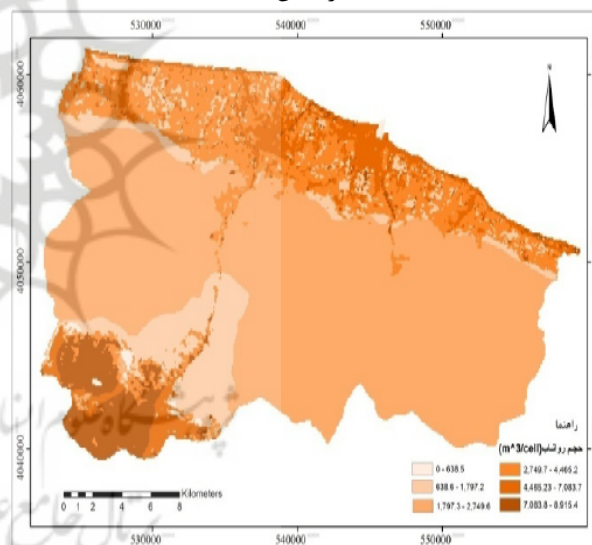 530000 540000 550000
N
4060000
4050000
4040000
راهنما
حجم رواناب(m^3/cell)
0 - 638.5 2,749.7 - 4,465.2
638.6 - 1,797.2 4,465.23 - 7,083.7
1,797.3 - 2,749.6 7,083.8 - 8,915.4
0 1 2 4 6 8 Kilometers
530000 540000 550000